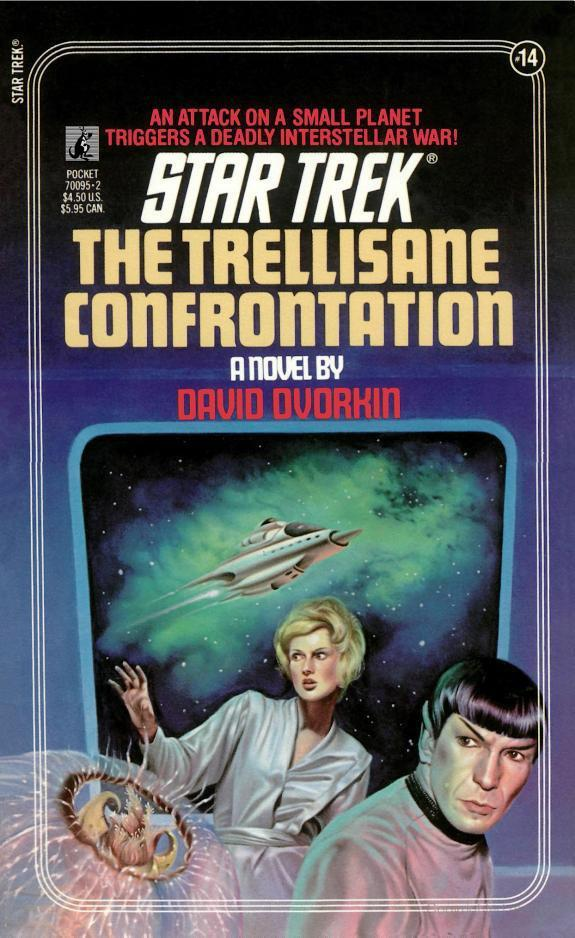 STAR TREK®
#14
AN ATTACK ON A SMALL PLANET
TRIGGERS A DEADLY INTERSTELLAR WAR!
POCKET
70095-2
$4.50 U.S.
$5.95 CAN.
STAR TREK®
THE TRELLISANE
CONFRONTATION
A NOVEL BY
DAVID DVORKIN